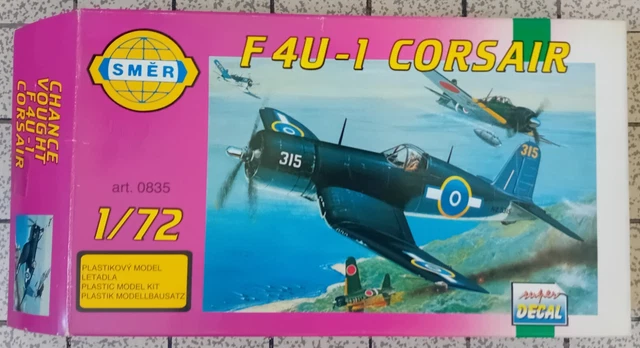 CHANCE
VOUGHT
F4U-1
CORSAIR
SMĚR
F4U-1 CORSAIR
315
315
art. 0835
1/72
PLASTIKOVÝ MODEL
LETADLA
PLASTIC MODEL KIT
PLASTIK MODELLBAUSATZ
super
DECAL